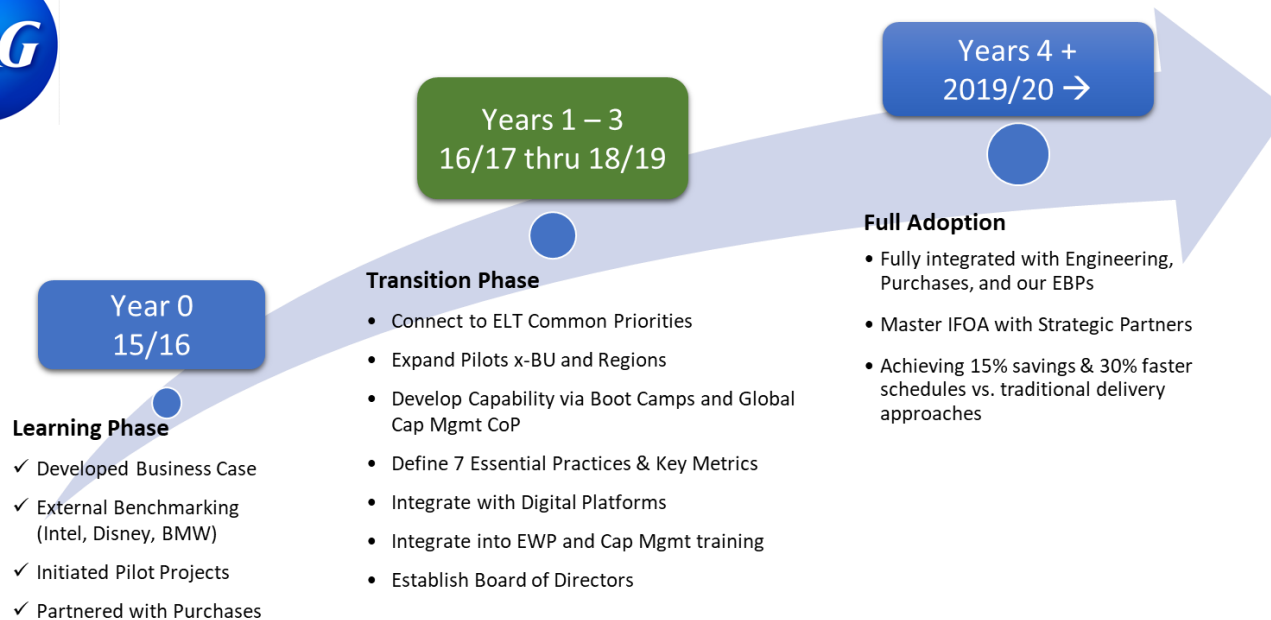 G
Years 4 +
2019/20 →
Years 1 – 3
16/17 thru 18/19
Year 0
15/16
Full Adoption
• Fully integrated with Engineering,
Purchases, and our EBPs
• Master IFOA with Strategic Partners
• Achieving 15% savings & 30% faster
schedules vs. traditional delivery
approaches
Transition Phase
• Connect to ELT Common Priorities
• Expand Pilots x-BU and Regions
• Develop Capability via Boot Camps and Global
Cap Mgmt CoP
• Define 7 Essential Practices & Key Metrics
• Integrate with Digital Platforms
• Integrate into EWP and Cap Mgmt training
• Establish Board of Directors
Learning Phase
✓ Developed Business Case
✓ External Benchmarking
(Intel, Disney, BMW)
✓ Initiated Pilot Projects
✓ Partnered with Purchases